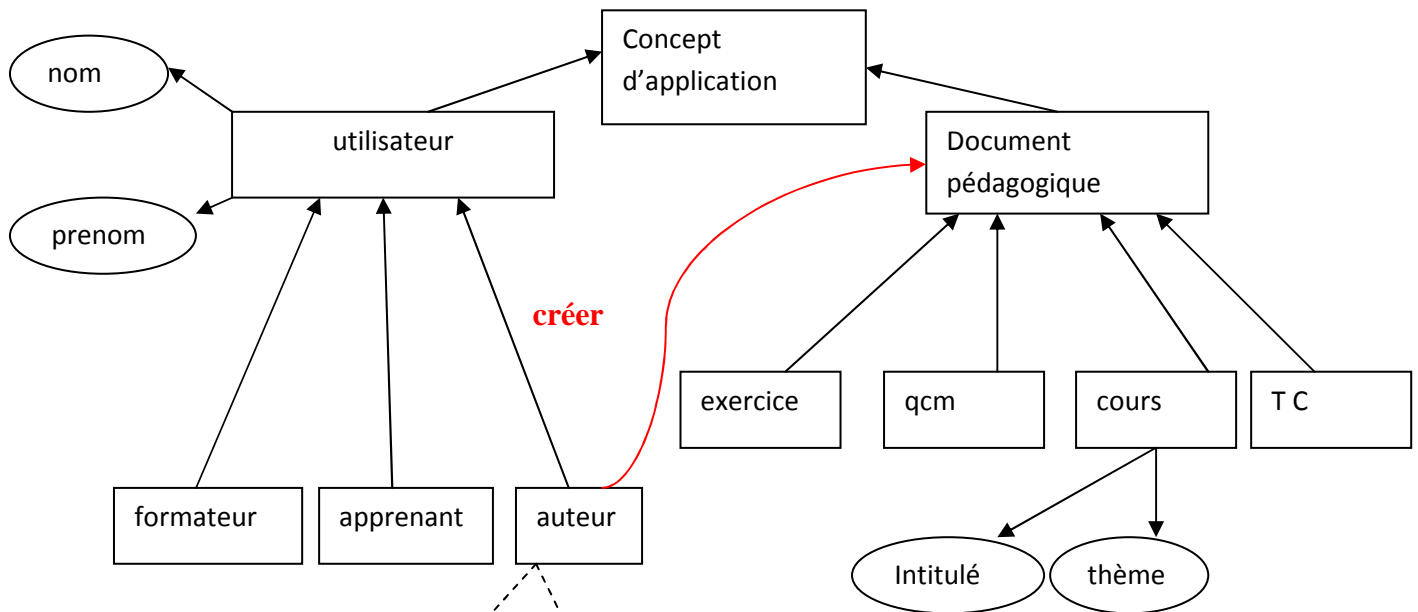 Concept
d'application
nom
utilisateur
Document
pédagogique
prenom
créer
exercice
qcm
cours
T C
formateur
apprenant
auteur
Intitulé
thème